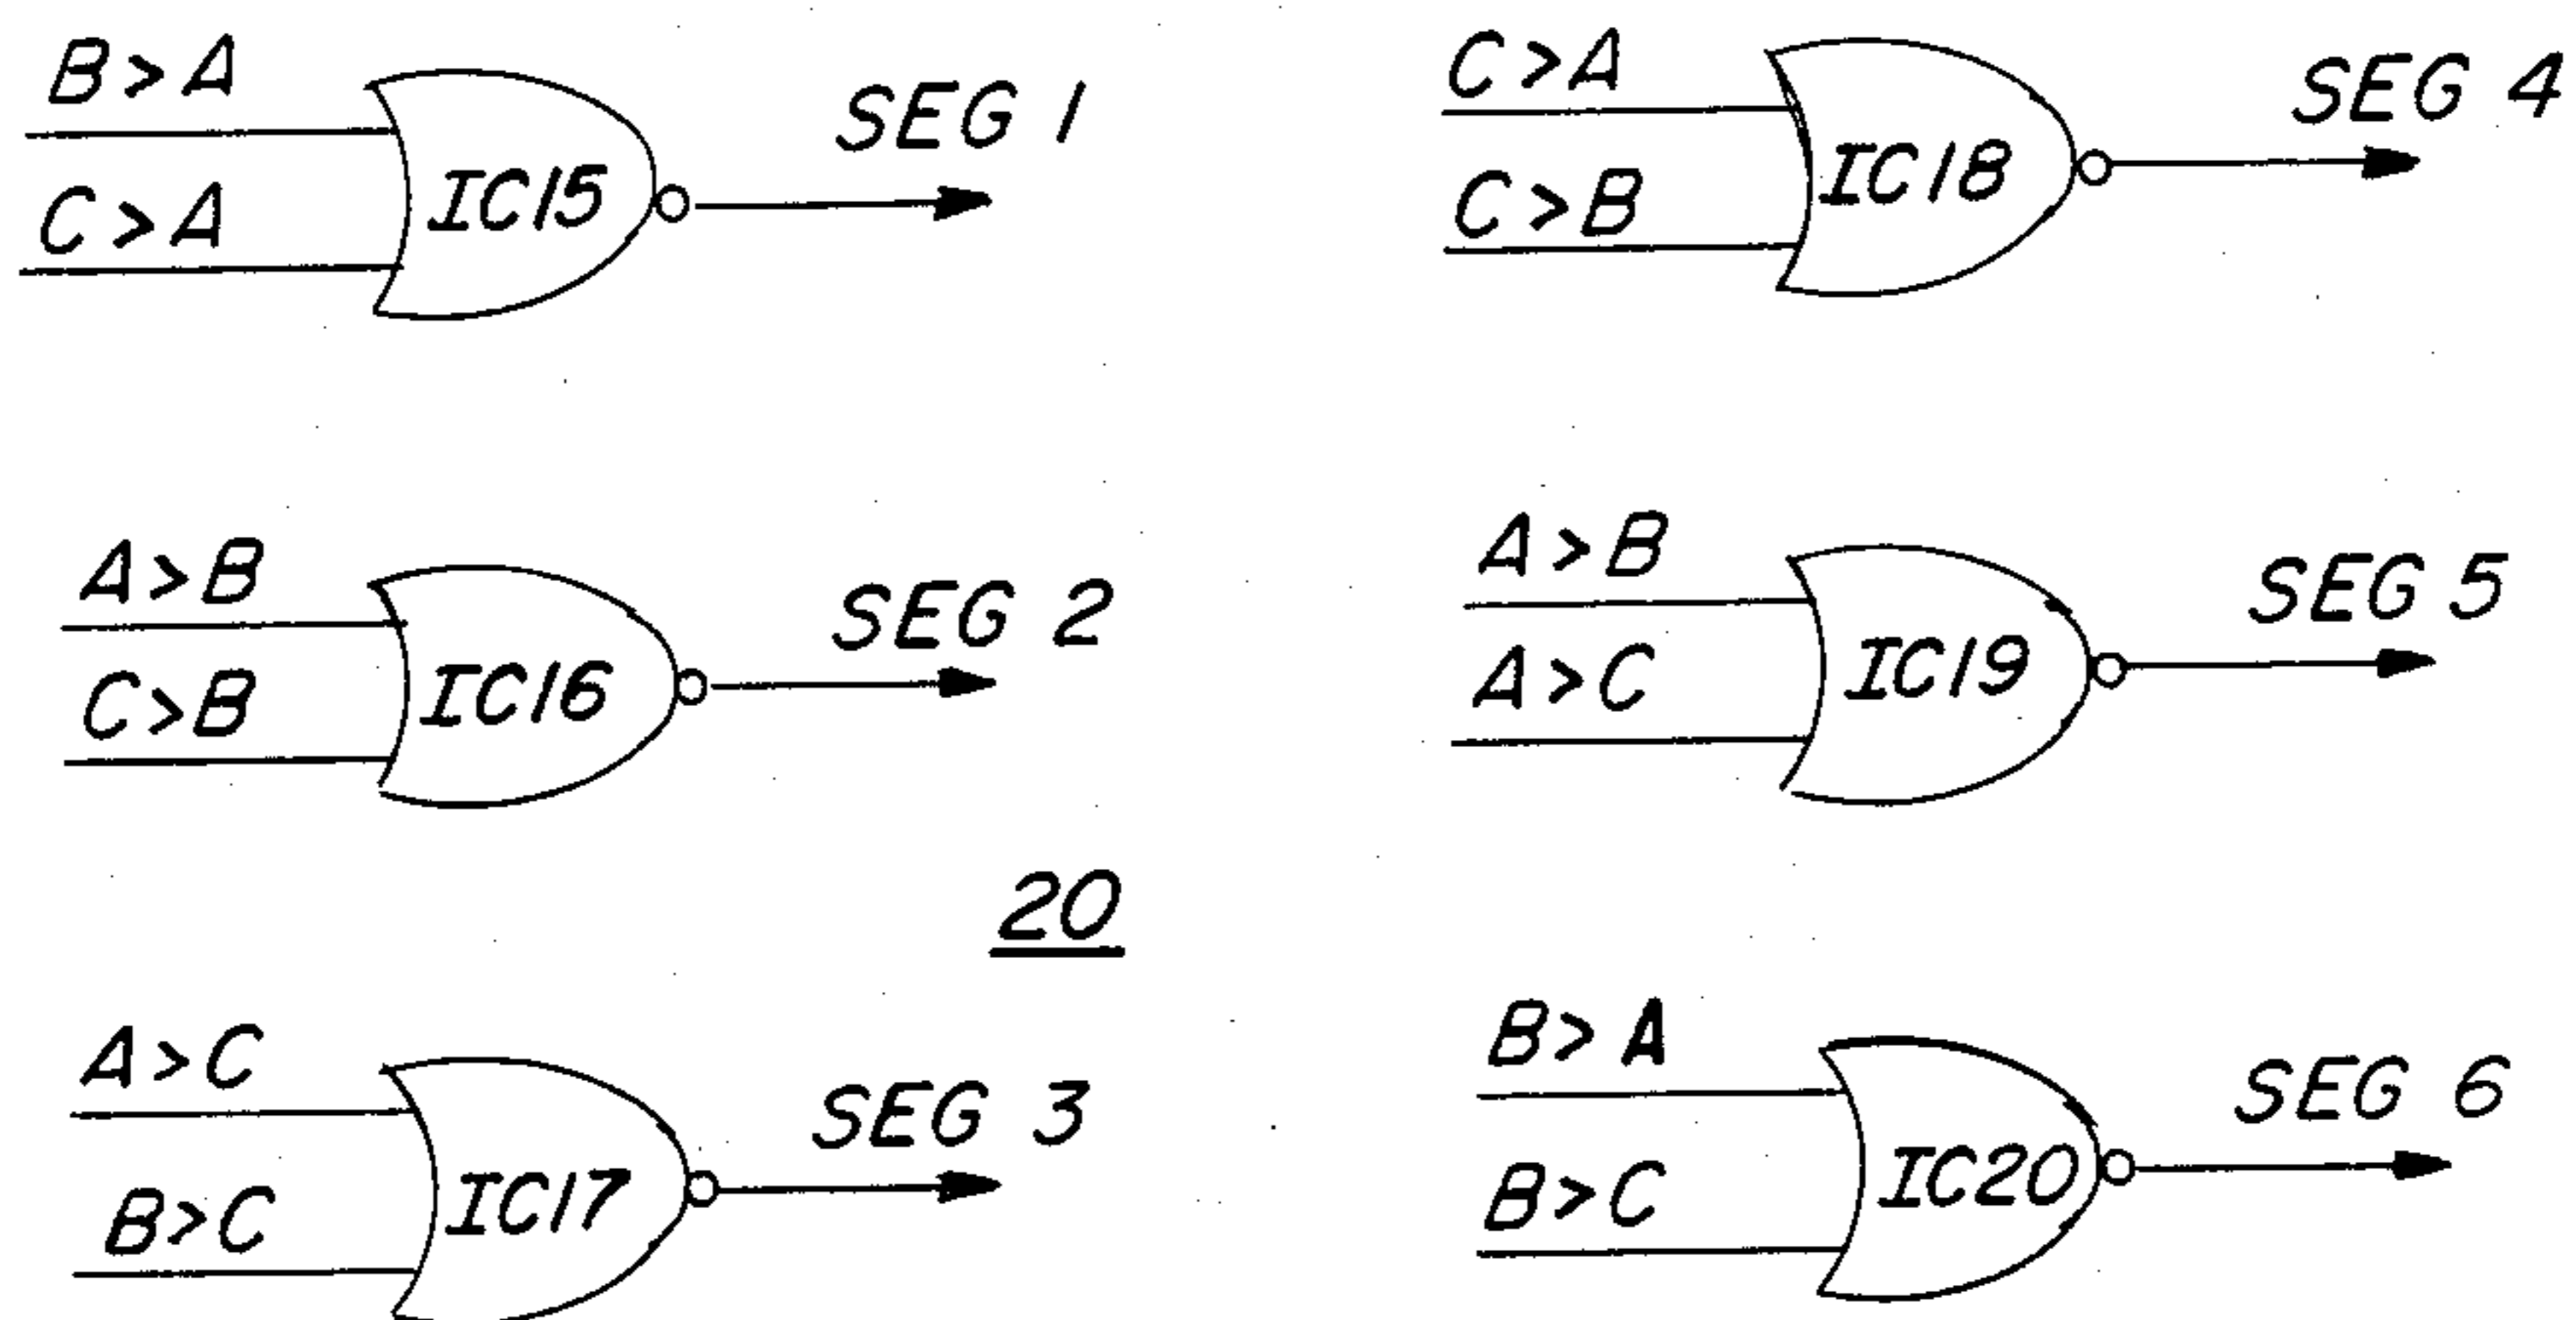 B>A
C>A
IC15
SEG 1
A>B
C>B
IC16
SEG 2
A>C
B>C
IC17
SEG 3
20
C>A
C>B
IC18
SEG 4
A>B
A>C
IC19
SEG 5
B>A
B>C
IC20
SEG 6